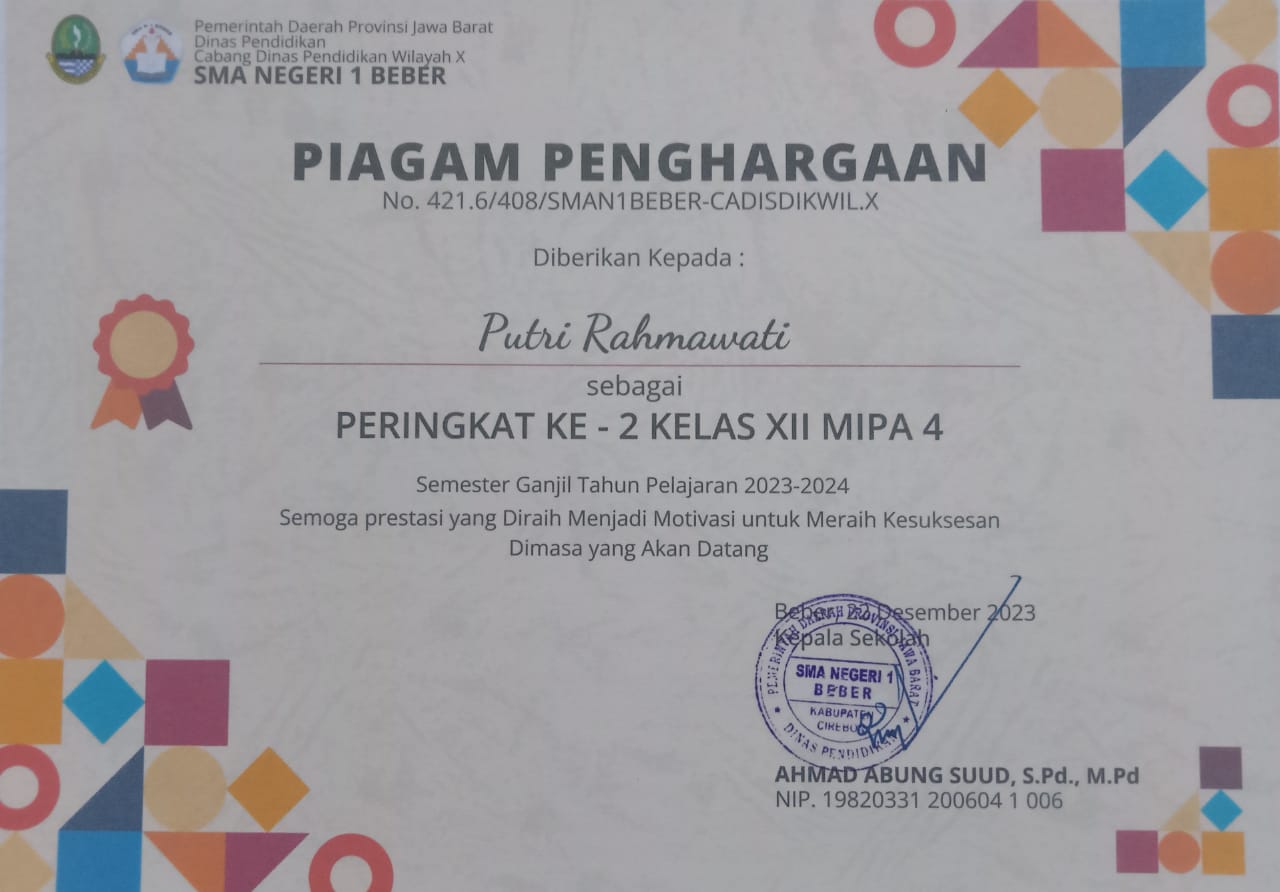 Pemerintah Daerah Provinsi Jawa Barat
Dinas Pendidikan
Cabang Dinas Pendidikan Wilayah X
SMA NEGERI 1 BEBER
PIAGAM PENGHARGAAN
No. 421.6/408/SMAN1BEBER-CADISDIKWIL.X
Diberikan Kepada :
Putri Rahmawati
sebagai
PERINGKAT KE - 2 KELAS XII MIPA 4
Semester Ganjil Tahun Pelajaran 2023-2024
Semoga prestasi yang Diraih Menjadi Motivasi untuk Meraih Kesuksesan
Dimasa yang Akan Datang
Beber, 22 Desember 2023
Kepala Sekolah
PEMERINTAH DAERAH PROVINSI JAWA BARAT
SMA NEGERI 1
BEBER
KABUPATEN
CIREBON
DINAS PENDIDIKAN
AHMAD ABUNG SUUD, S.Pd., M.Pd
NIP. 19820331 200604 1 006